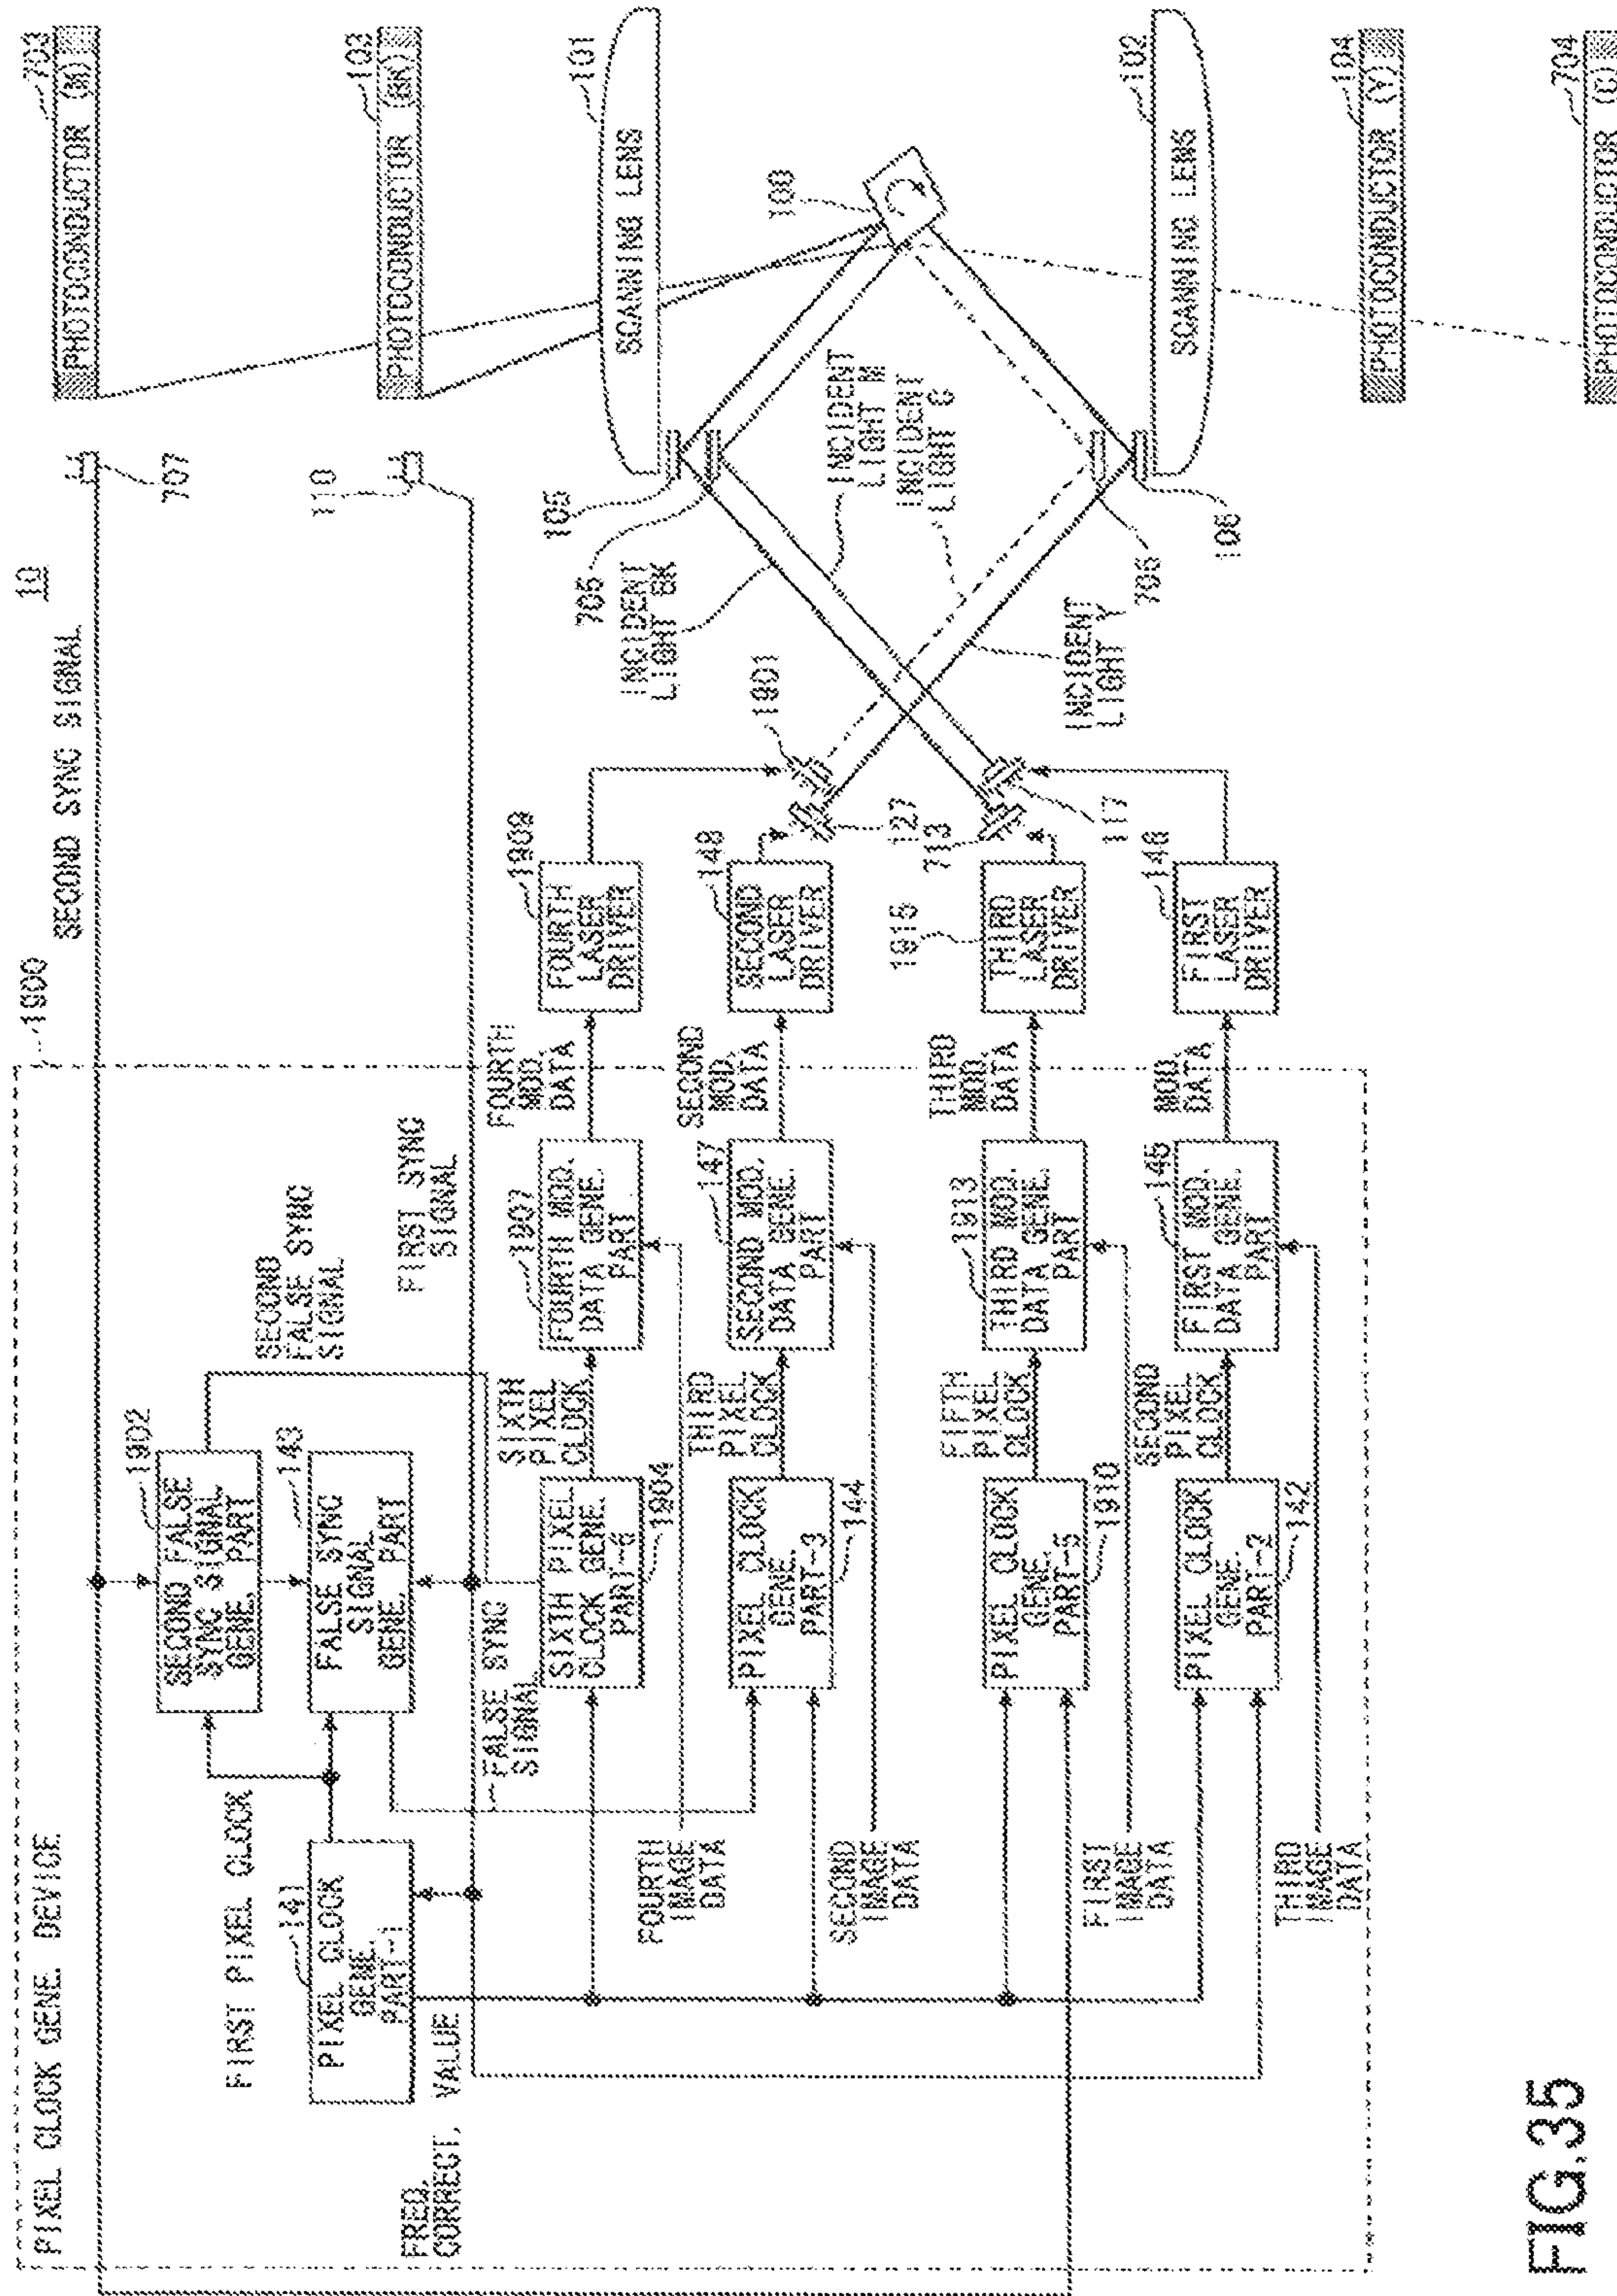 10
1900
PIXEL CLOCK GENE. DEVICE
SECOND SYNC SIGNAL
FIRST PIXEL CLOCK
141
PIXEL CLOCK
GENE.
PART-1
FREQ.
CORRECT. VALUE
1902
SECOND FALSE
SYNC SIGNAL
GENE. PART
143
FALSE SYNC
SIGNAL
GENE. PART
SECOND
FALSE SYNC
SIGNAL
FIRST SYNC
SIGNAL
FALSE SYNC
SIGNAL
SIXTH PIXEL
CLOCK GENE.
PART-6
1904
SIXTH
PIXEL
CLOCK
1907
FOURTH MOD.
DATA GENE.
PART
FOURTH
MOD.
DATA
1909
FOURTH
LASER
DRIVER
FOURTH
IMAGE
DATA
PIXEL CLOCK
GENE.
PART-3
144
THIRD
PIXEL
CLOCK
147
SECOND MOD.
DATA GENE.
PART
SECOND
MOD.
DATA
148
SECOND
LASER
DRIVER
SECOND
IMAGE
DATA
PIXEL CLOCK
GENE.
PART-5
1910
FIFTH
PIXEL
CLOCK
1913
THIRD MOD.
DATA GENE.
PART
THIRD
MOD.
DATA
1915
THIRD
LASER
DRIVER
FIRST
IMAGE
DATA
PIXEL CLOCK
GENE.
PART-2
142
SECOND
PIXEL
CLOCK
145
FIRST MOD.
DATA GENE.
PART
MOD.
DATA
146
FIRST
LASER
DRIVER
THIRD
IMAGE
DATA
1901
127
713
117
INCIDENT
LIGHT BK
INCIDENT
LIGHT M
INCIDENT
LIGHT C
INCIDENT
LIGHT Y
105
705
706
106
707
110
100
703
PHOTOCONDUCTOR (M)
103
PHOTOCONDUCTOR (BK)
101
SCANNING LENS
102
SCANNING LENS
104
PHOTOCONDUCTOR (Y)
704
PHOTOCONDUCTOR (C)
FIG.35